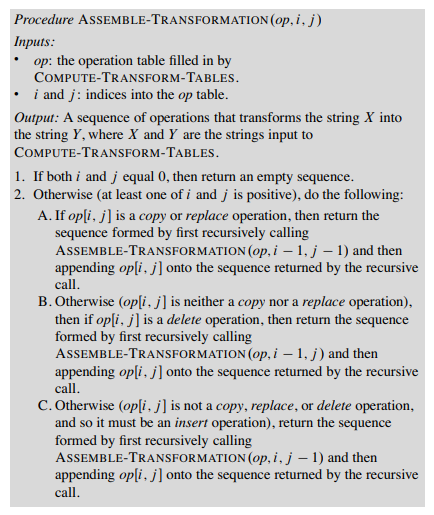 Procedure ASSEMBLE-TRANSFORMATION(op, i, j)
Inputs:
• op: the operation table filled in by
COMPUTE-TRANSFORM-TABLES.
• i and j: indices into the op table.
Output: A sequence of operations that transforms the string X into
the string Y, where X and Y are the strings input to
COMPUTE-TRANSFORM-TABLES.
1. If both i and j equal 0, then return an empty sequence.
2. Otherwise (at least one of i and j is positive), do the following:
A. If op[i, j] is a copy or replace operation, then return the
sequence formed by first recursively calling
ASSEMBLE-TRANSFORMATION(op, i − 1, j − 1) and then
appending op[i, j] onto the sequence returned by the recursive
call.
B. Otherwise (op[i, j] is neither a copy nor a replace operation),
then if op[i, j] is a delete operation, then return the sequence
formed by first recursively calling
ASSEMBLE-TRANSFORMATION(op, i − 1, j) and then
appending op[i, j] onto the sequence returned by the recursive
call.
C. Otherwise (op[i, j] is not a copy, replace, or delete operation,
and so it must be an insert operation), return the sequence
formed by first recursively calling
ASSEMBLE-TRANSFORMATION(op, i, j − 1) and then
appending op[i, j] onto the sequence returned by the recursive
call.